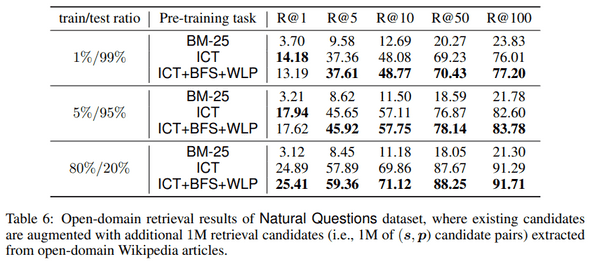 train/test ratio Pre-training task R@1 R@5 R@10 R@50 R@100
BM-25 3.70 9.58 12.69 20.27 23.83
1%/99% ICT 14.18 37.36 48.08 69.23 76.01
ICT+BFS+WLP 13.19 37.61 48.77 70.43 77.20
BM-25 3.21 8.62 11.50 18.59 21.78
5%/95% ICT 17.94 45.65 57.11 76.87 82.60
ICT+BFS+WLP 17.62 45.92 57.75 78.14 83.78
BM-25 3.12 8.45 11.18 18.05 21.30
80%/20% ICT 24.89 57.89 69.86 87.67 91.29
ICT+BFS+WLP 25.41 59.36 71.12 88.25 91.71
Table 6: Open-domain retrieval results of Natural Questions dataset, where existing candidates
are augmented with additional 1M retrieval candidates (i.e., 1M of (s, p) candidate pairs) extracted
from open-domain Wikipedia articles.